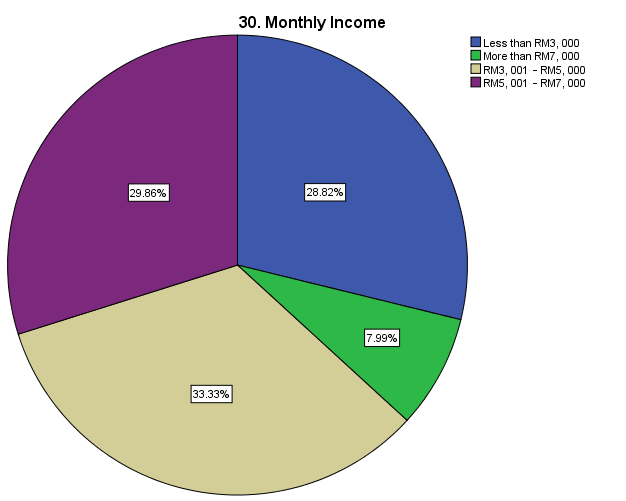 30. Monthly Income
Less than RM3, 000
More than RM7, 000
RM3, 001 - RM5, 000
RM5, 001 - RM7, 000
29.86%
28.82%
7.99%
33.33%